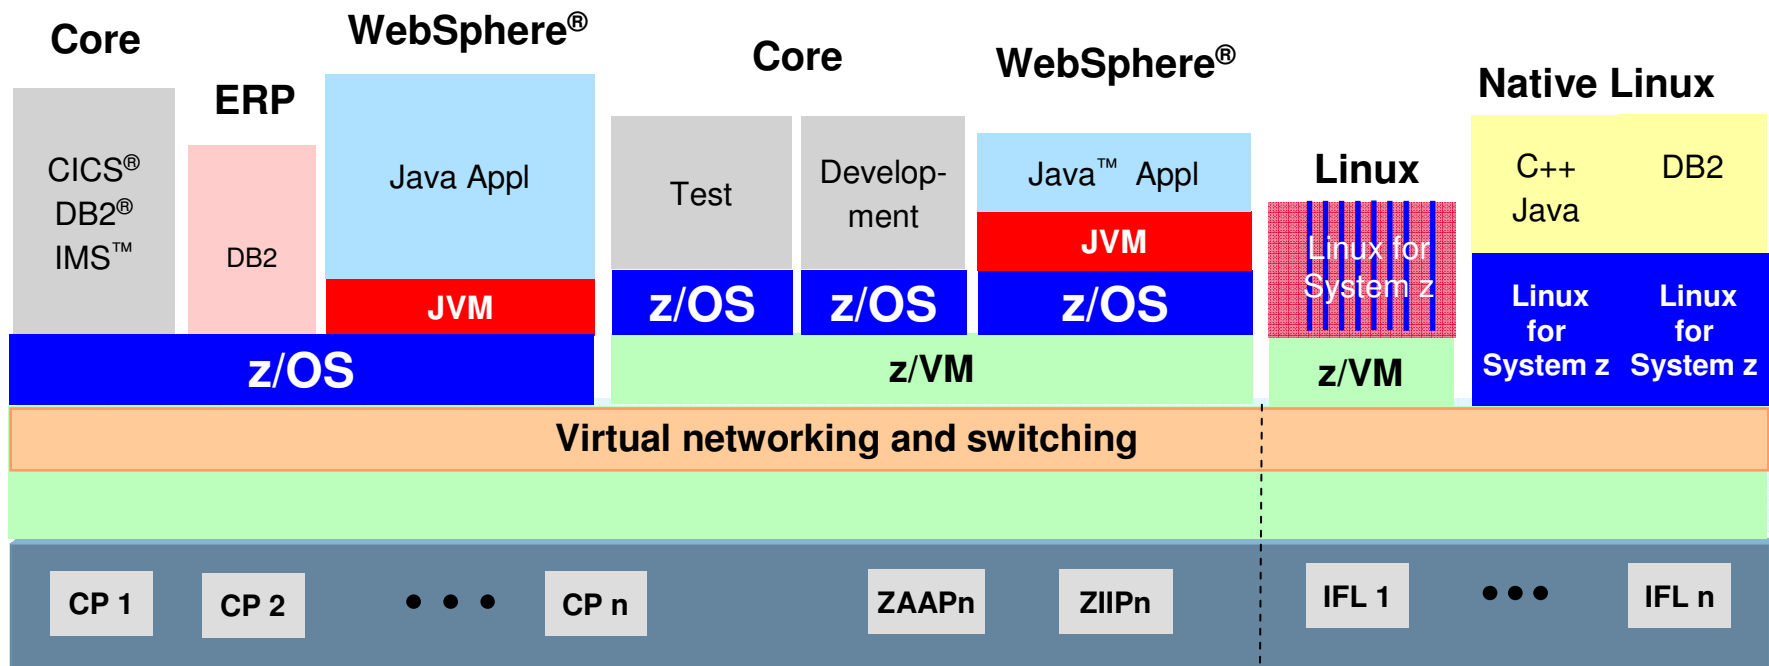 Core
WebSphere®
ERP
Core
WebSphere®
Native Linux
Linux
CICS®
DB2®
IMS™
DB2
Java Appl
JVM
z/OS
Test
Develop-
ment
z/OS
z/OS
Java™ Appl
JVM
z/OS
z/VM
Linux for
System z
z/VM
C++
Java
DB2
Linux
for
System z
Linux
for
System z
Virtual networking and switching
CP 1
CP 2
• • •
CP n
ZAAPn
ZIIPn
IFL 1
•••
IFL n